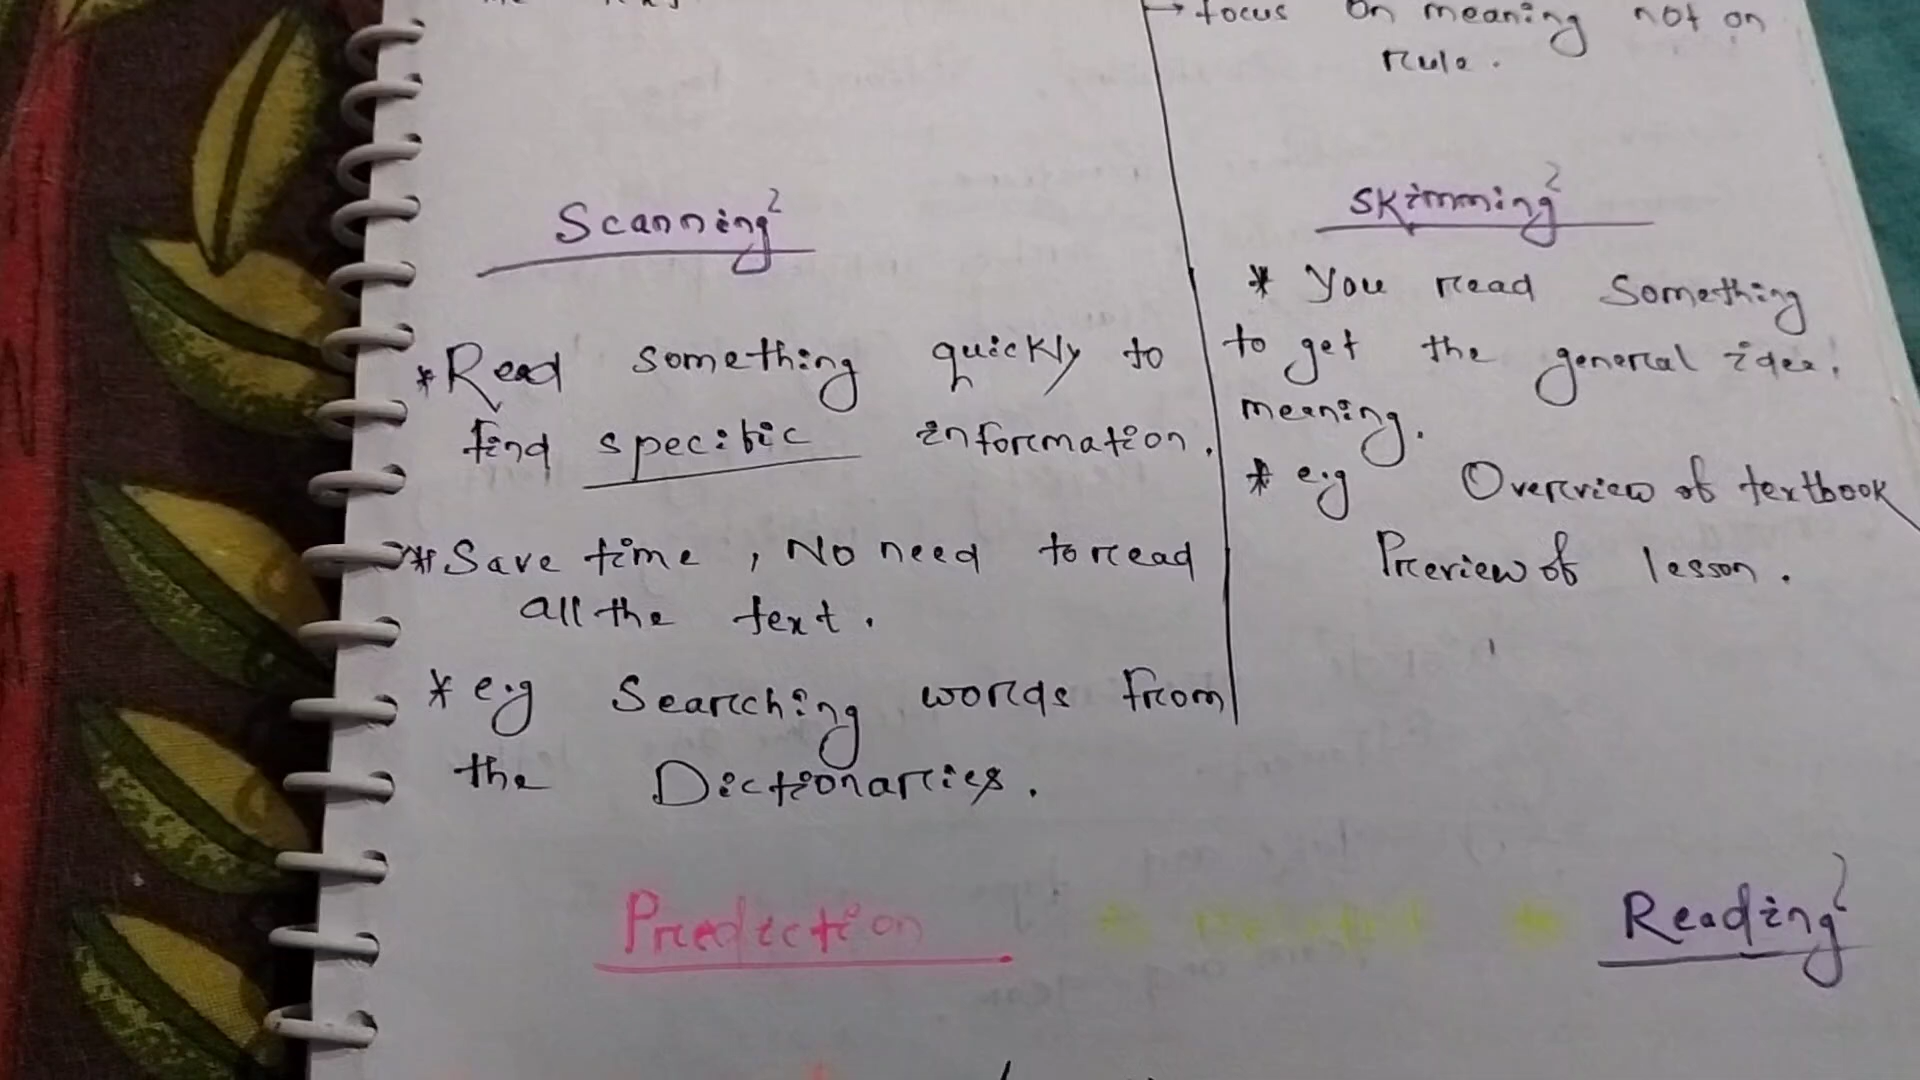 → focus on meaning not on
rule.
Scanning
* Read something quickly to
find specific information.
* Save time, No need to read
all the text.
* e.g Searching words from
the Dictionaries.
Skimming
* You read Something
to get the general idea,
meaning.
* e.g Overview of textbook
Preview of lesson.
Prediction
Reading